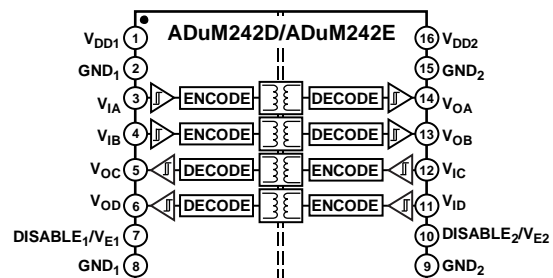 ADuM242D/ADuM242E
VDD1 1 16 VDD2
GND1 2 15 GND2
VIA 3 ENCODE DECODE 14 VOA
VIB 4 ENCODE DECODE 13 VOB
VOC 5 DECODE ENCODE 12 VIC
VOD 6 DECODE ENCODE 11 VID
DISABLE1/VE1 7 10 DISABLE2/VE2
GND1 8 9 GND2